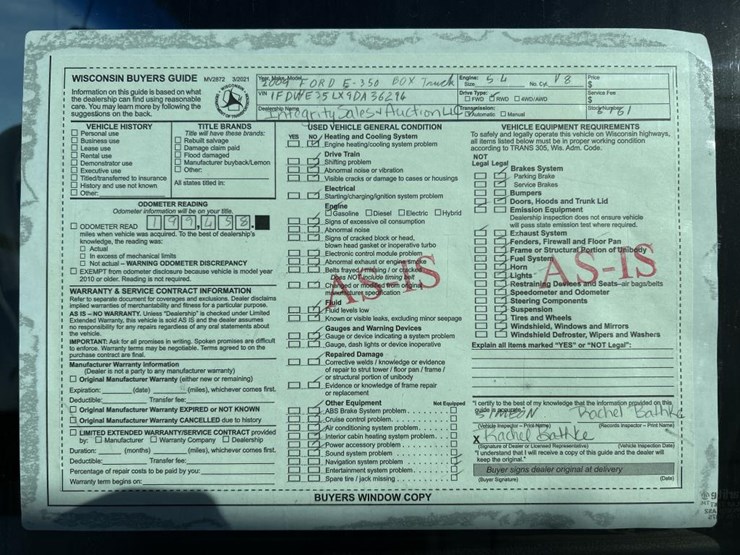 WISCONSIN BUYERS GUIDE MV2872 3/2021
Information on this guide is based on what
the dealership can find using reasonable
care. You may learn more by following the
suggestions on the back.
Year, Make, Model
2009 FORD E-350 BOX Truck
Engine: 5.4 No. Cyl. V8
Price
$
VIN
Drive Type:
FWD RWD 4WD/AWD
Service Fee
$
Dealership Name
Integrity Sales & Auction LLC
Transmission:
Automatic Manual
Stock Number
VEHICLE HISTORY
Personal use
Business use
Lease use
Rental use
Demonstrator use
Executive use
Titled/transferred to insurance
History and use not known
Other:
TITLE BRANDS
Title will have these brands:
Rebuilt salvage
Damage claim paid
Flood damaged
Manufacturer buyback/Lemon
Other:
All states titled in:
ODOMETER READING
Odometer information will be on your title.
ODOMETER READ 199,438.
miles when vehicle was acquired. To the best of dealership's
knowledge, the reading was:
Actual
In excess of mechanical limits
Not actual – WARNING ODOMETER DISCREPANCY
EXEMPT from odometer disclosure because vehicle is model year
2010 or older. Reading is not required.
WARRANTY & SERVICE CONTRACT INFORMATION
Refer to separate document for coverages and exclusions. Dealer disclaims
implied warranties of merchantability and fitness for a particular purpose.
AS IS – NO WARRANTY. Unless "Dealership" is checked under Limited
Extended Warranty, this vehicle is sold AS IS and the dealer assumes
no responsibility for any repairs regardless of any oral statements about
the vehicle.
IMPORTANT: Ask for all promises in writing. Spoken promises are difficult
to enforce. Warranty terms may be negotiable. Terms agreed to on the
purchase contract are final.
Manufacturer Warranty Information
(Dealer is not a party to any manufacturer warranty)
Original Manufacturer Warranty (either new or remaining)
Expiration: (date) (miles), whichever comes first.
Deductible: Transfer fee:
Original Manufacturer Warranty EXPIRED or NOT KNOWN
Original Manufacturer Warranty CANCELLED due to history
LIMITED EXTENDED WARRANTY/SERVICE CONTRACT provided
by: Manufacturer Warranty Company Dealership
Duration: (months) (miles), whichever comes first.
Deductible: Transfer fee:
Percentage of repair costs to be paid by you:
Warranty term begins on:
USED VEHICLE GENERAL CONDITION
YES NO
Heating and Cooling System
Engine heating/cooling system problem
Drive Train
Shifting problem
Abnormal noise or vibration
Visible cracks or damage to cases or housings
Electrical
Starting/charging/ignition system problem
Engine
Gasoline Diesel Electric Hybrid
Signs of excessive oil consumption
Abnormal noise
Signs of cracked block or head,
blown head gasket or inoperative turbo
Electronic control module problem
Abnormal exhaust or
Belts frayed, missing or cracked
Does NOT include timing belt
manufacturer specification
Fluid
Fluid levels low
Known or visible leaks, excluding minor seepage
Gauges and Warning Devices
Gauge or device indicating a system problem
Gauge, dash lights or device inoperative
Repaired Damage
Corrective welds / knowledge or evidence
of repair to strut tower / floor pan / frame /
or structural portion of unibody
Evidence or knowledge of frame repair
or replacement
Other Equipment Not Equipped
ABS Brake System problem
Cruise control problem
Air conditioning system problem
Interior cabin heating system problem
Power accessory problem
Sound system problem
Navigation system problem
Entertainment system problem
Spare tire / jack missing
AS-IS
VEHICLE EQUIPMENT REQUIREMENTS
To safely and legally operate this vehicle on Wisconsin highways,
all items listed below must be in proper working condition
according to TRANS 305, Wis. Adm. Code.
NOT
Legal Legal
Brakes System
Parking Brake
Service Brakes
Bumpers
Doors, Hoods and Trunk Lid
Emission Equipment
Dealership inspection does not ensure vehicle
will pass state emission test where required.
Exhaust System
Fenders, Firewall and Floor Pan
Frame or Structural Portion of Unibody
Fuel System
Horn
Lights
Restraining Devices and Seats–air bags/belts
Speedometer and Odometer
Steering Components
Suspension
Tires and Wheels
Windshield, Windows and Mirrors
Windshield Defroster, Wipers and Washers
AS-IS
Explain all items marked "YES" or "NOT Legal":
"I certify to the best of my knowledge that the information provided on this
guide is accurate."
Rachel Bathke
(Vehicle Inspector – Print Name) (Records Inspector – Print Name)
X Rachel Bathke
(Signature of Dealer or Licensed Representative) (Vehicle Inspection Date)
"I understand that I will receive a copy of this guide and the dealer will
keep the original."
Buyer signs dealer original at delivery
(Buyer Signature) (Date)
BUYERS WINDOW COPY